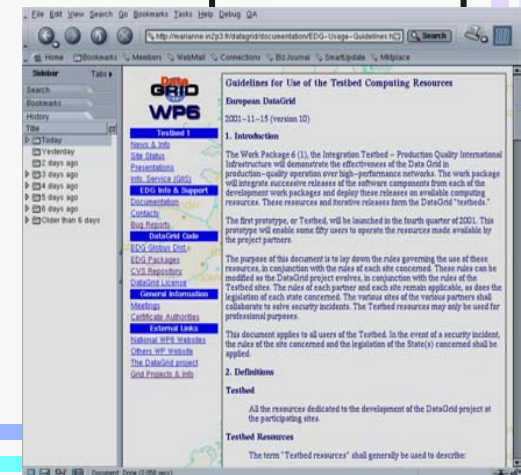 File Edit View Search Go Bookmarks Tasks Help Debug QA
http://marianne.in2p3.fr/datagrid/documentation/EDG-Usage-Guidelines.h
Search
Home Bookmarks Members WebMail Connections BizJournal SmartUpdate Mktplace
Sidebar Tabs
Search
Bookmarks
History
Title
Today
Yesterday
2 days ago
3 days ago
4 days ago
5 days ago
6 days ago
Older than 6 days
Data
GRID
WP6
Testbed 1
News & Info
Site Status
Presentations
Info. Service (GIIS)
EDG Info & Support
Documentation
Contacts
Bug Reports
DataGrid Code
EDG Globus Dist.
EDG Packages
CVS Repository
DataGrid License
General Information
Meetings
Certificate Authorities
External Links
National WP6 Websites
Others WP Website
The DataGrid project
Grid Projects & Info
Guidelines for Use of the Testbed Computing Resources
European DataGrid
2001-11-15 (version 10)
1. Introduction
The Work Package 6 (1), the Integration Testbed – Production Quality International
Infrastructure will demonstrate the effectiveness of the Data Grid in
production-quality operation over high-performance networks. The work package
will integrate successive releases of the software components from each of the
development work packages and deploy these releases on available computing
resources. These resources and iterative releases form the DataGrid "testbeds."
The first prototype, or Testbed, will be launched in the fourth quarter of 2001. This
prototype will enable some fifty users to operate the resources made available by
the project partners.
The purpose of this document is to lay down the rules governing the use of these
resources, in conjunction with the rules of each site concerned. These rules can be
modified as the DataGrid project evolves, in conjunction with the rules of the
Testbed sites. The rules of each partner and each site remain applicable, as does the
legislation of each state concerned. The various sites of the various partners shall
collaborate to solve security incidents. The Testbed resources may only be used for
professional purposes.
This document applies to all users of the Testbed. In the event of a security incident,
the rules of the site concerned and the legislation of the State(s) concerned shall be
applied.
2. Definitions
Testbed
All the resources dedicated to the development of the DataGrid project at
the participating sites.
Testbed Resources
The term "Testbed resources" shall generally be used to describe:
Document: Done (2.058 secs)